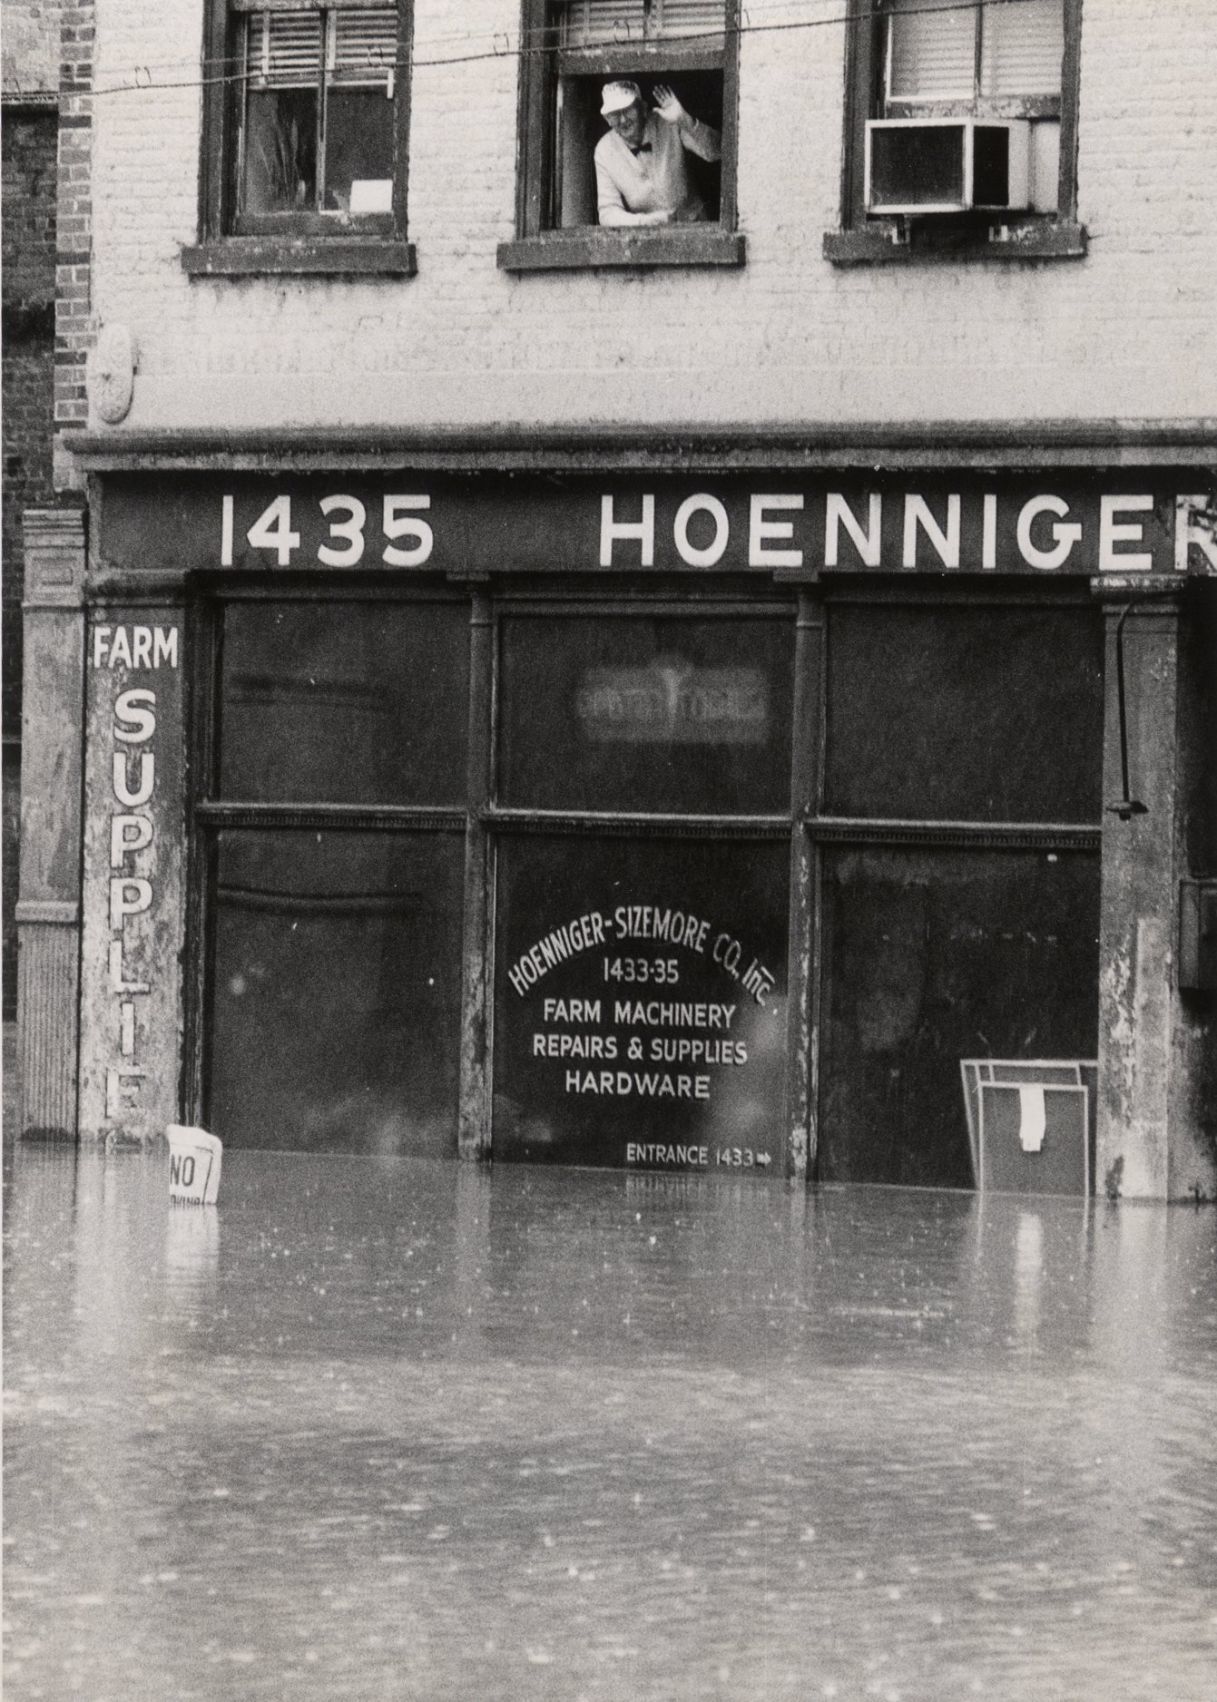 1435 HOENNIGER
FARM
SUPPLIE
HOENNIGER-SIZEMORE CO. Inc
1433-35
FARM MACHINERY
REPAIRS & SUPPLIES
HARDWARE
ENTRANCE 1433→
NO